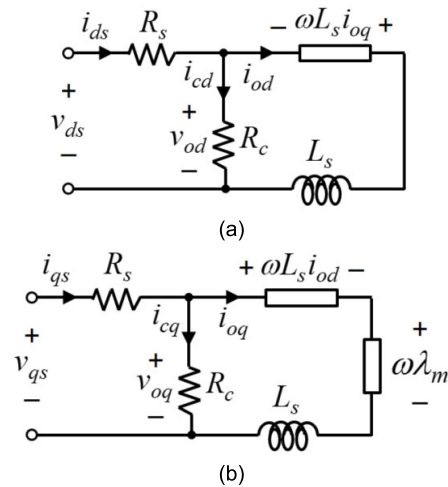 i_ds R_s − ωL_s i_oq +
i_cd i_od
+ v_ds −
+ v_od − R_c L_s
(a)
i_qs R_s + ωL_s i_od −
i_cq i_oq
+ v_qs −
+ v_oq − R_c L_s
+ ωλ_m −
(b)